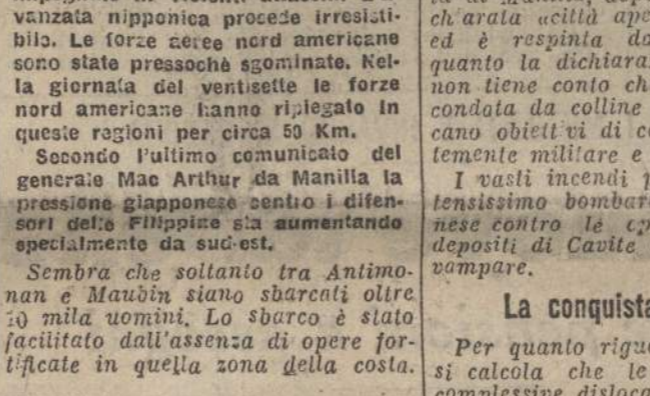 vanzata nipponica procede irresisti-
bile. Le forze aeree nord americane
sono state pressochè sgominate. Nel-
la giornata del ventisette le forze
nord americane hanno ripiegato in
queste regioni per circa 50 Km.
Secondo l'ultimo comunicato del
generale Mac Arthur da Manilla la
pressione giapponese contro i difen-
sori delle Filippine sta aumentando
specialmente da sud-est.
Sembra che soltanto tra Antimo-
nan e Maubin siano sbarcati oltre
10 mila uomini. Lo sbarco è stato
facilitato dall'assenza di opere for-
tificate in quella zona della costa.
ch'arata «città ape
ed è respinta da
quanto la dichiara
non tiene conto ch
condata da colline
cano obiett'vi di c
temente militare e
I vasti incendi
tensissimo bombar
nese contro le
depositi di Cavite
vampare.
La conquista
Per quanto rigu
si calcola che le
complessive disloca